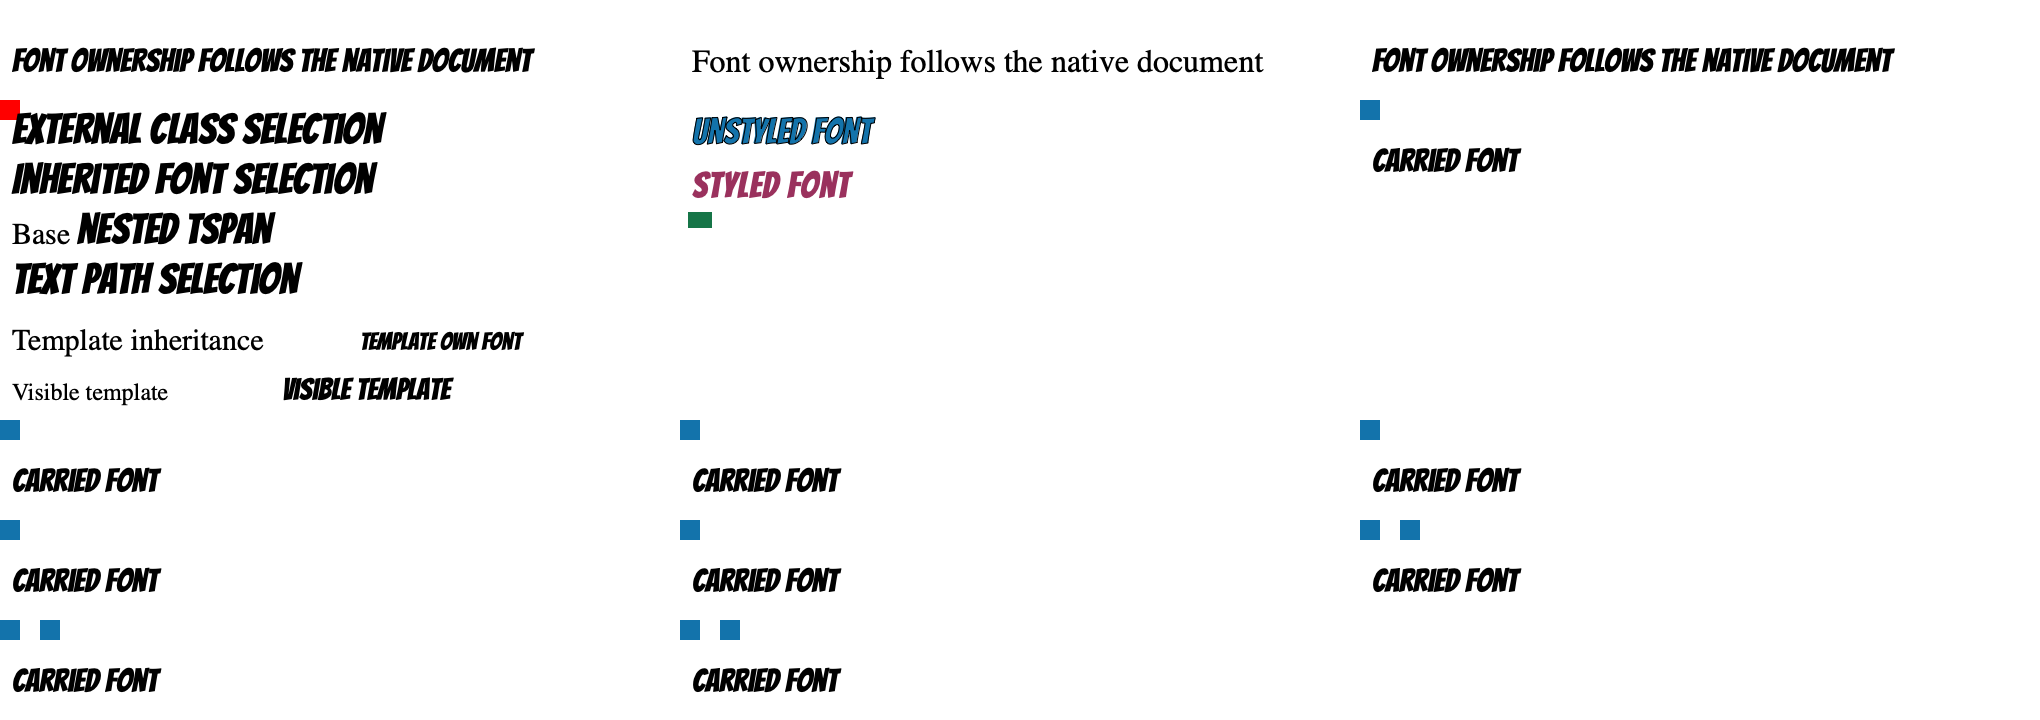 FONT OWNERSHIP FOLLOWS THE NATIVE DOCUMENT
Font ownership follows the native document
FONT OWNERSHIP FOLLOWS THE NATIVE DOCUMENT
EXTERNAL CLASS SELECTION
UNSTYLED FONT
CARRIED FONT
INHERITED FONT SELECTION
STYLED FONT
Base NESTED TSPAN
TEXT PATH SELECTION
Template inheritance TEMPLATE OWN FONT
Visible template VISIBLE TEMPLATE
CARRIED FONT
CARRIED FONT
CARRIED FONT
CARRIED FONT
CARRIED FONT
CARRIED FONT
CARRIED FONT
CARRIED FONT